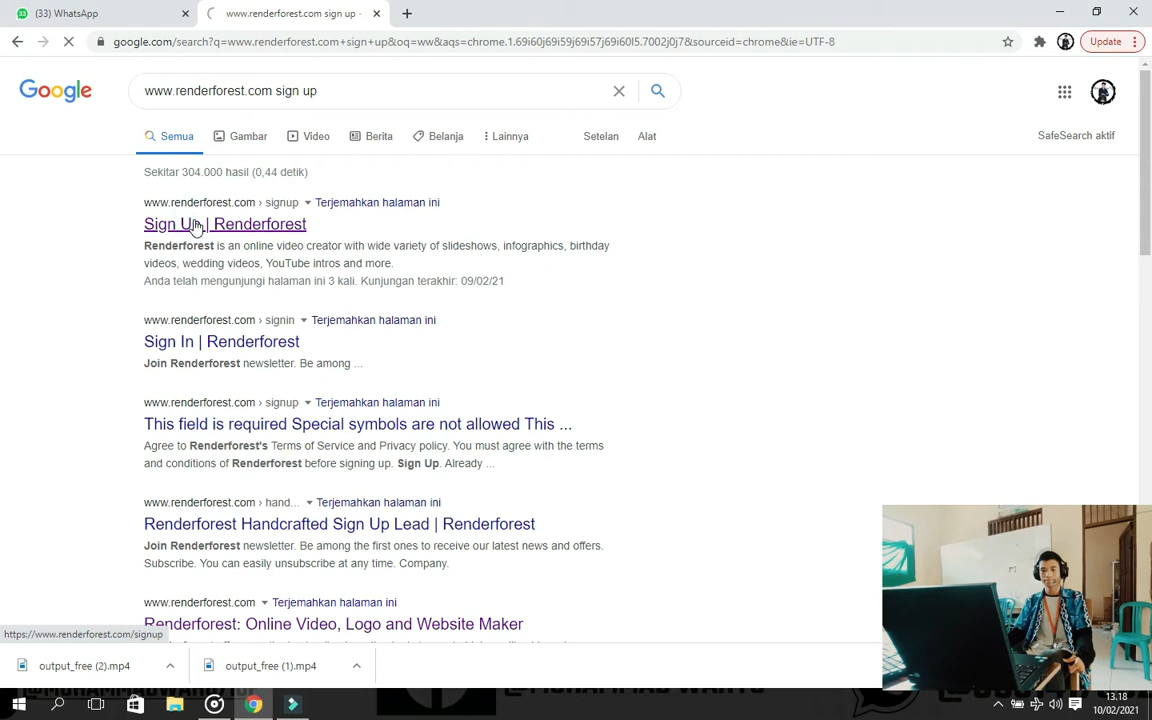 (33) WhatsApp
www.renderforest.com sign up -
google.com/search?q=www.renderforest.com+sign+up&oq=ww&aqs=chrome.1.69i60j69i59j69i57j69i60l5.7002j0j7&sourceid=chrome&ie=UTF-8
Update
Google
www.renderforest.com sign up
Semua
Gambar
Video
Berita
Belanja
Lainnya
Setelan
Alat
SafeSearch aktif
Sekitar 304.000 hasil (0,44 detik)
www.renderforest.com › signup Terjemahkan halaman ini
Sign Up | Renderforest
Renderforest is an online video creator with wide variety of slideshows, infographics, birthday
videos, wedding videos, YouTube intros and more.
Anda telah mengunjungi halaman ini 3 kali. Kunjungan terakhir: 09/02/21
www.renderforest.com › signin Terjemahkan halaman ini
Sign In | Renderforest
Join Renderforest newsletter. Be among ...
www.renderforest.com › signup Terjemahkan halaman ini
This field is required Special symbols are not allowed This ...
Agree to Renderforest's Terms of Service and Privacy policy. You must agree with the terms
and conditions of Renderforest before signing up. Sign Up. Already ...
www.renderforest.com › hand... Terjemahkan halaman ini
Renderforest Handcrafted Sign Up Lead | Renderforest
Join Renderforest newsletter. Be among the first ones to receive our latest news and offers.
Subscribe. You can easily unsubscribe at any time. Company.
www.renderforest.com Terjemahkan halaman ini
Renderforest: Online Video, Logo and Website Maker
https://www.renderforest.com/signup
output_free (2).mp4
output_free (1).mp4
13.18
10/02/2021